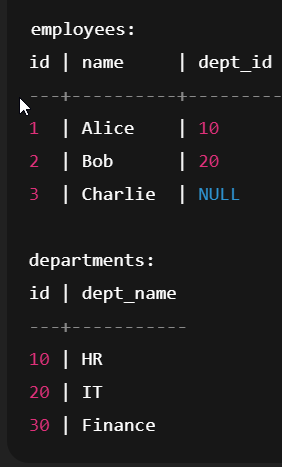 employees:
id | name     | dept_id
---+----------+---------
1  | Alice    | 10
2  | Bob      | 20
3  | Charlie  | NULL
departments:
id | dept_name
---+-----------
10 | HR
20 | IT
30 | Finance